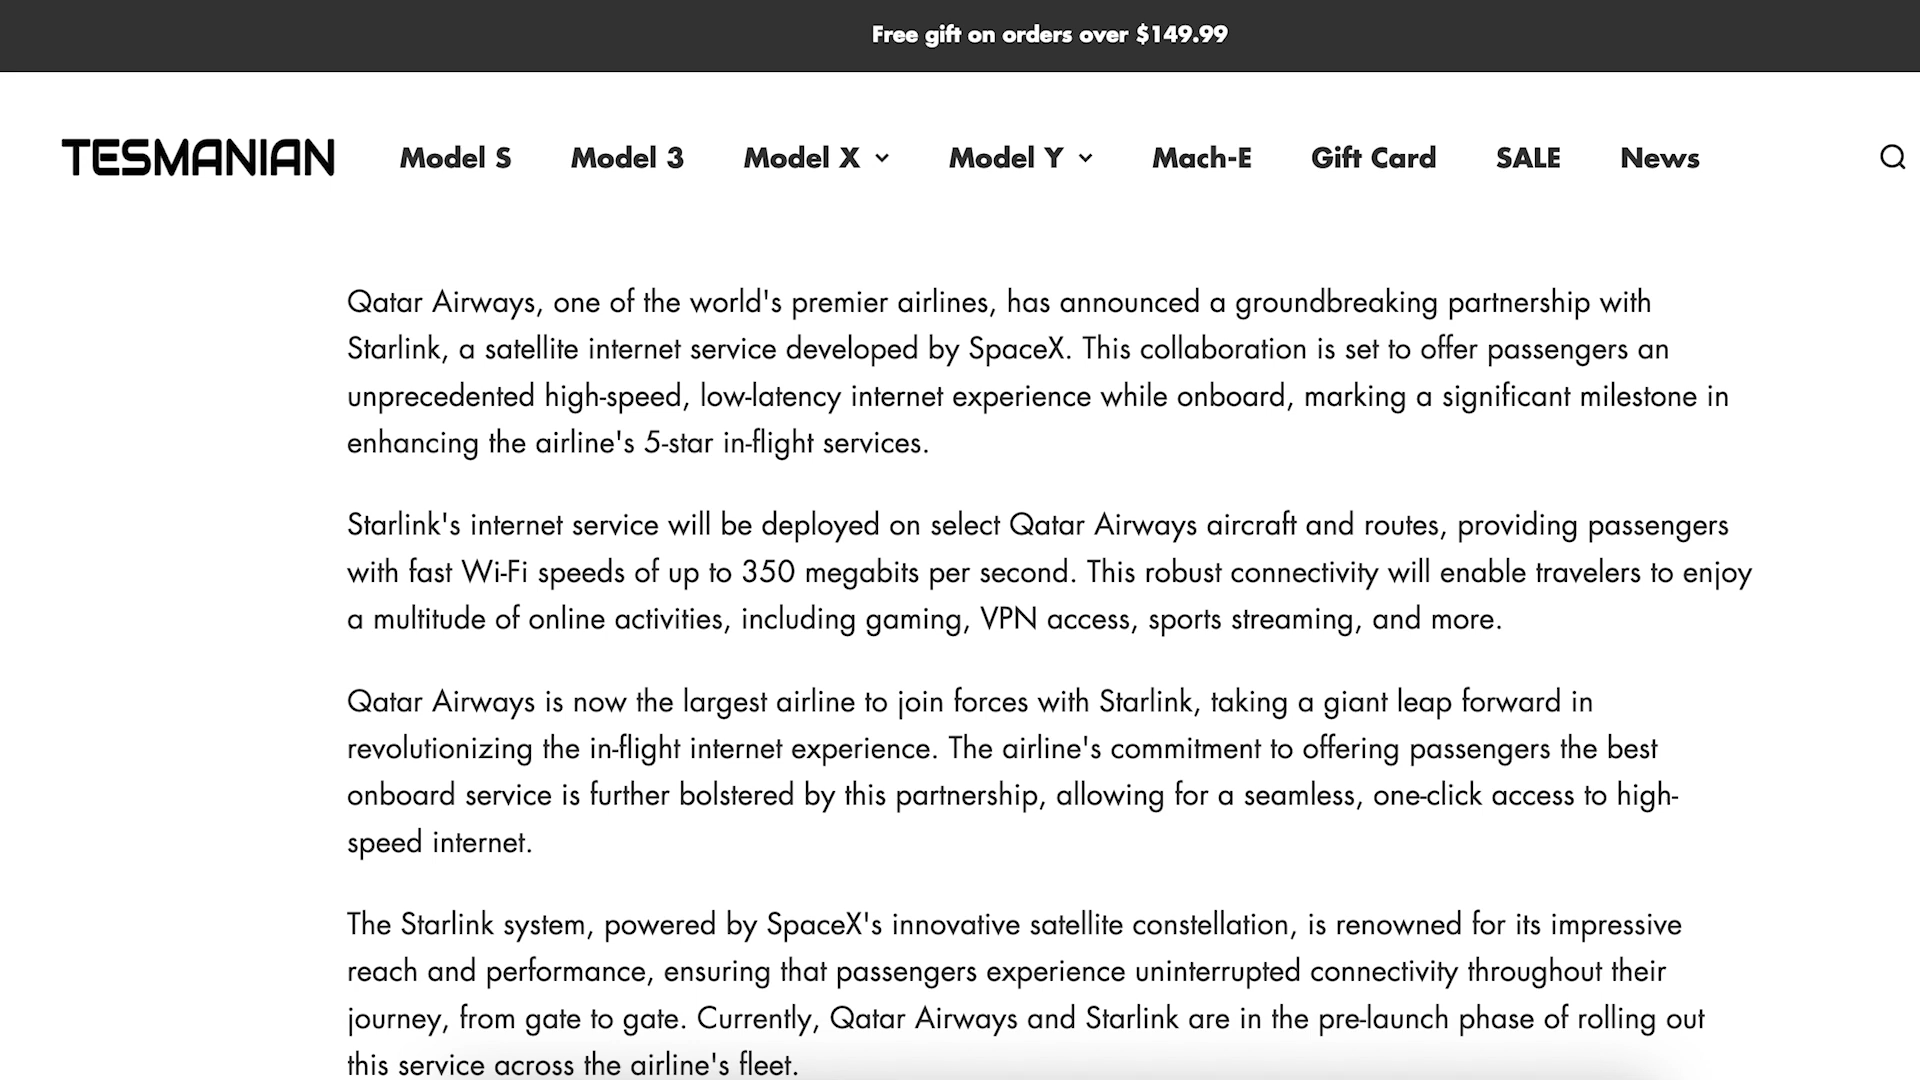 Free gift on orders over $149.99
TESMANIAN Model S Model 3 Model X Model Y Mach-E Gift Card SALE News
Qatar Airways, one of the world's premier airlines, has announced a groundbreaking partnership with
Starlink, a satellite internet service developed by SpaceX. This collaboration is set to offer passengers an
unprecedented high-speed, low-latency internet experience while onboard, marking a significant milestone in
enhancing the airline's 5-star in-flight services.
Starlink's internet service will be deployed on select Qatar Airways aircraft and routes, providing passengers
with fast Wi-Fi speeds of up to 350 megabits per second. This robust connectivity will enable travelers to enjoy
a multitude of online activities, including gaming, VPN access, sports streaming, and more.
Qatar Airways is now the largest airline to join forces with Starlink, taking a giant leap forward in
revolutionizing the in-flight internet experience. The airline's commitment to offering passengers the best
onboard service is further bolstered by this partnership, allowing for a seamless, one-click access to high-
speed internet.
The Starlink system, powered by SpaceX's innovative satellite constellation, is renowned for its impressive
reach and performance, ensuring that passengers experience uninterrupted connectivity throughout their
journey, from gate to gate. Currently, Qatar Airways and Starlink are in the pre-launch phase of rolling out
this service across the airline's fleet.